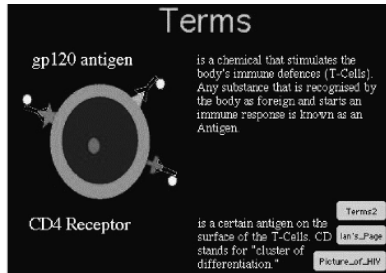 Terms
gp120 antigen
is a chemical that stimulates the
body's immune defences (T-Cells).
Any substance that is recognised by
the body as foreign and starts an
immune response is known as an
Antigen.
CD4 Receptor
is a certain antigen on the
surface of the T-Cells. CD
stands for "cluster of
differentiation."
Terms2
Ian's_Page
Picture_of_HIV